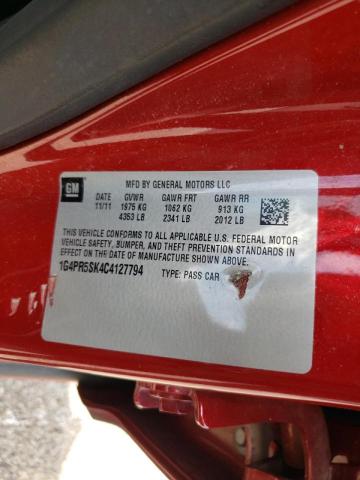 GM
MFD BY GENERAL MOTORS LLC
DATE GVWR GAWR FRT GAWR RR
11/11 1975 KG 1062 KG 913 KG
4353 LB 2341 LB 2012 LB
THIS VEHICLE CONFORMS TO ALL APPLICABLE U.S. FEDERAL MOTOR
VEHICLE SAFETY, BUMPER, AND THEFT PREVENTION STANDARDS IN
EFFECT ON THE DATE OF MANUFACTURE SHOWN ABOVE.
1G4PR5SK4C4127794 TYPE: PASS CAR